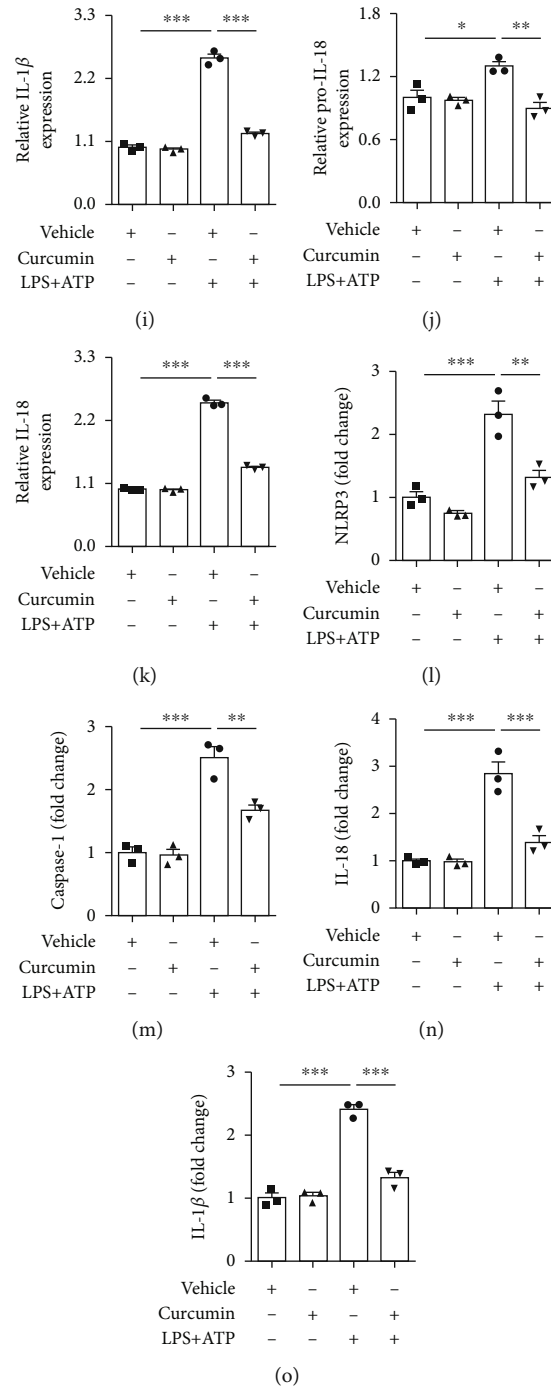 *** ***
Relative IL-1β
expression
3.3
2.2
1.1
0.0
Vehicle + – + –
Curcumin – + – +
LPS+ATP – – + +
(i)
* **
Relative pro-IL-18
expression
1.8
1.2
0.6
0.0
Vehicle + – + –
Curcumin – + – +
LPS+ATP – – + +
(j)
*** ***
Relative IL-18
expression
3.3
2.2
1.1
0.0
Vehicle + – + –
Curcumin – + – +
LPS+ATP – – + +
(k)
*** **
NLRP3 (fold change)
3
2
1
0
Vehicle + – + –
Curcumin – + – +
LPS+ATP – – + +
(l)
*** **
Caspase-1 (fold change)
3
2
1
0
Vehicle + – + –
Curcumin – + – +
LPS+ATP – – + +
(m)
*** ***
IL-18 (fold change)
4
3
2
1
0
Vehicle + – + –
Curcumin – + – +
LPS+ATP – – + +
(n)
*** ***
IL-1β (fold change)
3
2
1
0
Vehicle + – + –
Curcumin – + – +
LPS+ATP – – + +
(o)